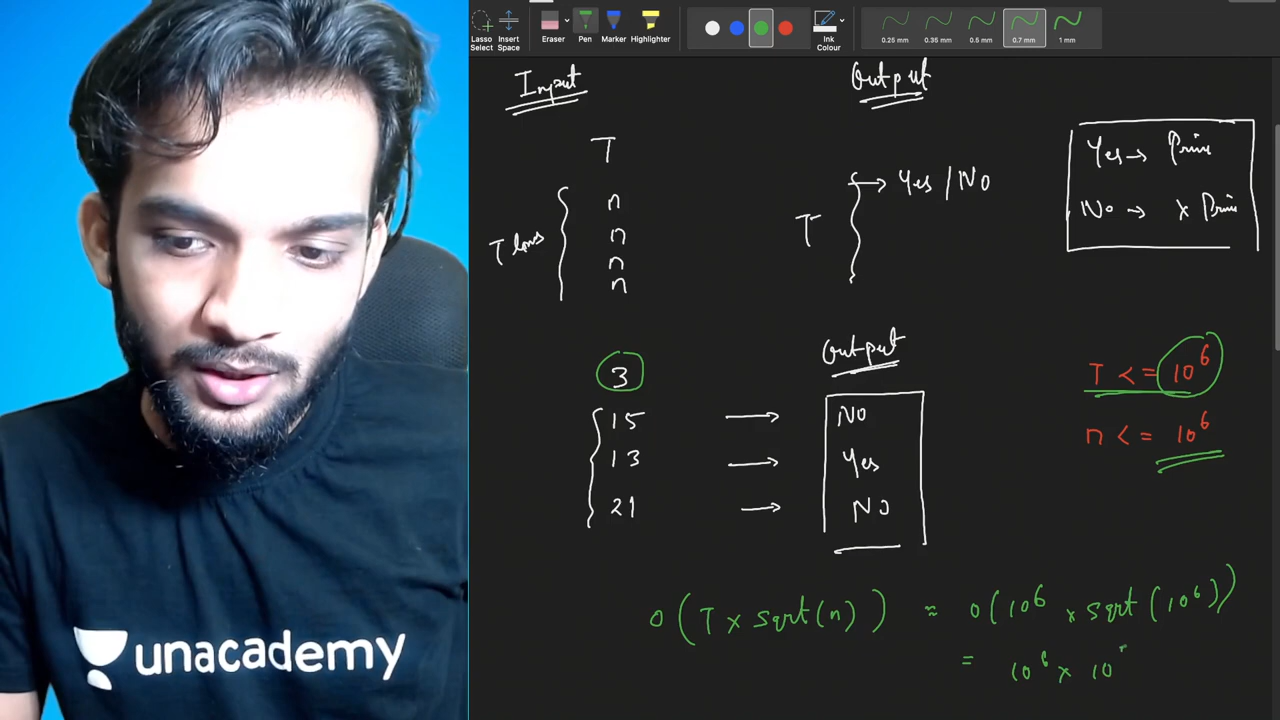 Lasso Select
Insert Space
Eraser
Pen
Marker
Highlighter
Ink Colour
0.25 mm
0.35 mm
0.5 mm
0.7 mm
1 mm
Input
Output
T
T lines
n
n
n
n
T
Yes / No
Yes → Prime
No → x Prime
3
15 → No
13 → Yes
21 → No
Output
T <= 10^6
n <= 10^6
O(T x sqrt(n)) ≈ O(10^6 x sqrt(10^6))
= 10^6 x 10
unacademy